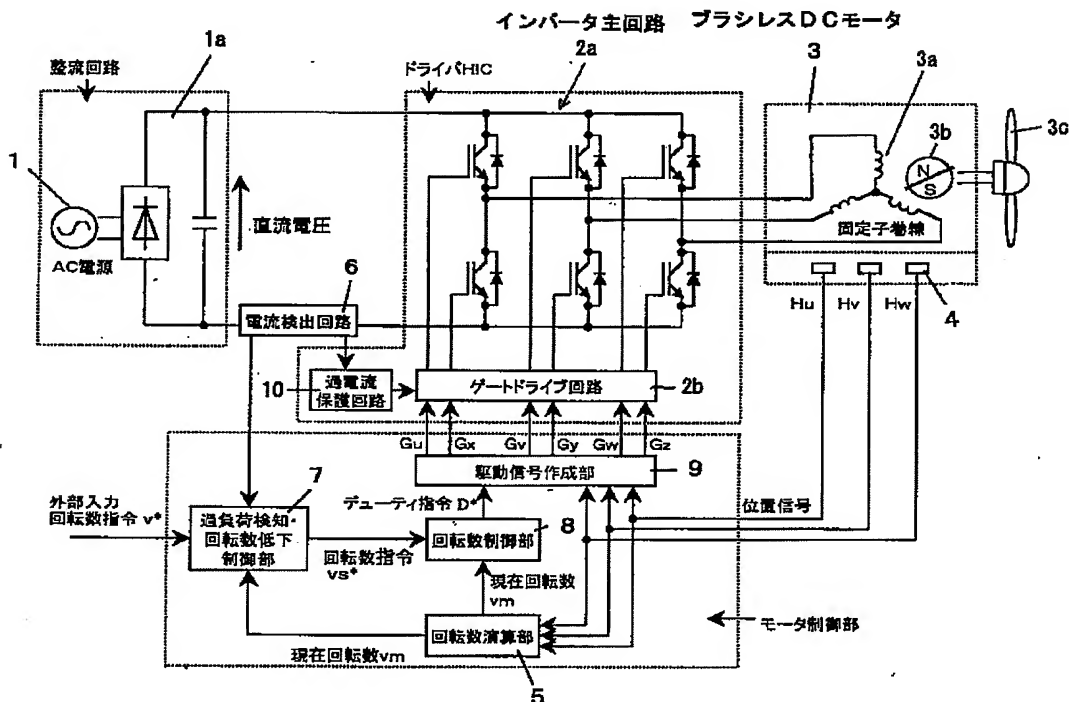 インバータ主回路 ブラシレスDCモータ
1a
整流回路
ドライバHIC
2a
3
3a
3b
3c
1
N
S
直流電圧
AC電源
固定子巻線
6
電流検出回路
Hu
Hv
Hw
4
10
過電流
保護回路
ゲートドライブ回路
2b
Gu
Gx
Gv
Gy
Gw
Gz
駆動信号作成部
9
7
デューティ指令 D*
位置信号
外部入力
回転数指令 v*
過負荷検知・
回転数低下
制御部
回転数制御部
8
回転数指令
vs*
現在回転数
vm
回転数演算部
モータ制御部
現在回転数vm
5